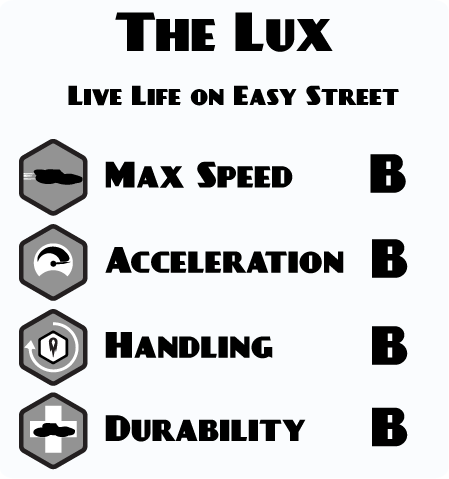 The Lux
Live Life on Easy Street
Max Speed B
Acceleration B
Handling B
Durability B